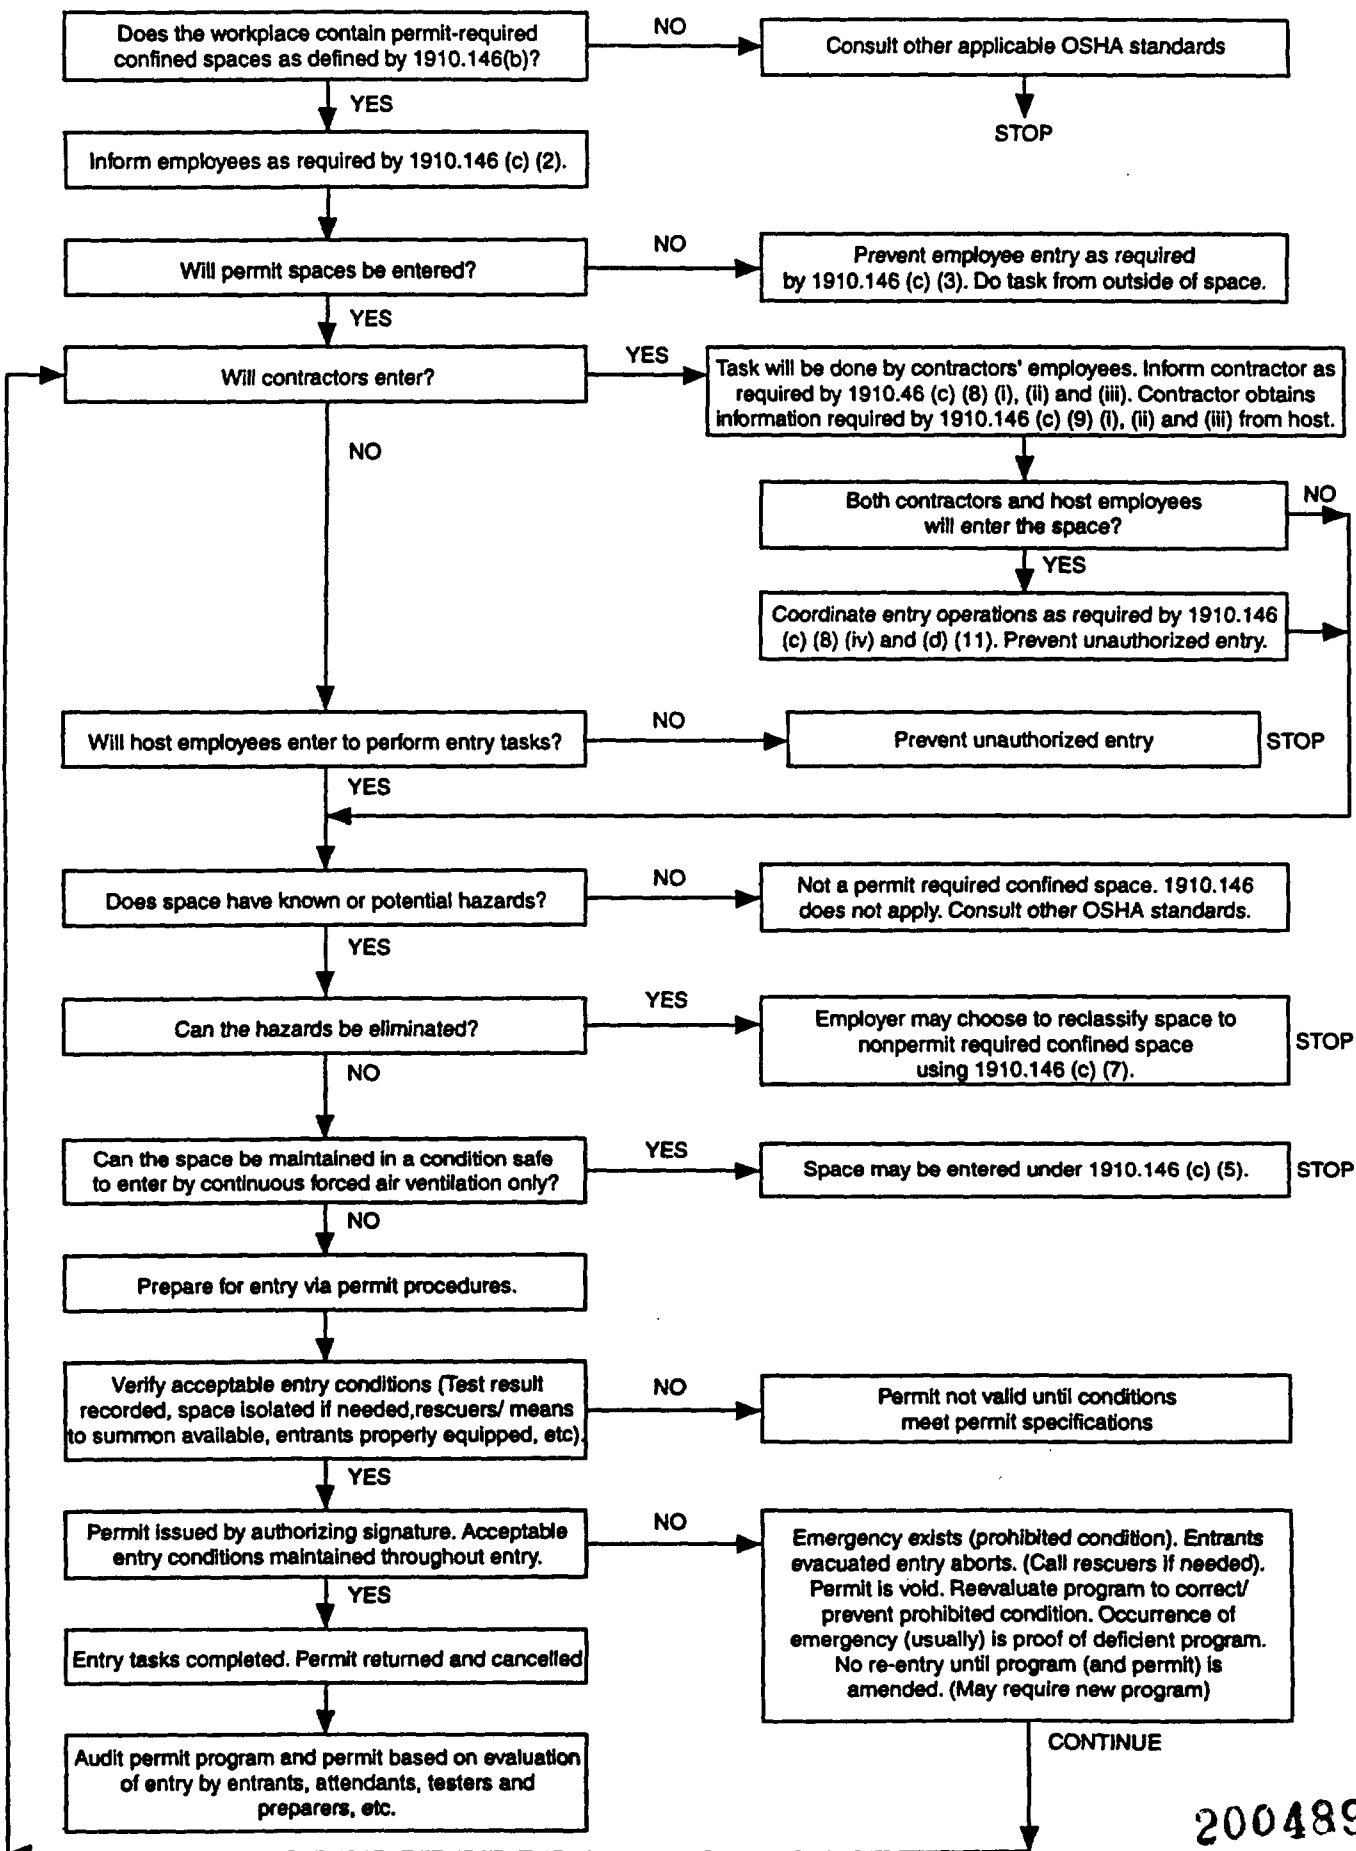 Does the workplace contain permit-required
confined spaces as defined by 1910.146(b)?
NO
Consult other applicable OSHA standards
STOP
YES
Inform employees as required by 1910.146 (c) (2).
Will permit spaces be entered?
NO
Prevent employee entry as required
by 1910.146 (c) (3). Do task from outside of space.
YES
Will contractors enter?
YES
Task will be done by contractors' employees. Inform contractor as
required by 1910.46 (c) (8) (i), (ii) and (iii). Contractor obtains
information required by 1910.146 (c) (9) (i), (ii) and (iii) from host.
NO
Both contractors and host employees
will enter the space?
NO
YES
Coordinate entry operations as required by 1910.146
(c) (8) (iv) and (d) (11). Prevent unauthorized entry.
Will host employees enter to perform entry tasks?
NO
Prevent unauthorized entry
STOP
YES
Does space have known or potential hazards?
NO
Not a permit required confined space. 1910.146
does not apply. Consult other OSHA standards.
YES
Can the hazards be eliminated?
YES
Employer may choose to reclassify space to
nonpermit required confined space
using 1910.146 (c) (7).
STOP
NO
Can the space be maintained in a condition safe
to enter by continuous forced air ventilation only?
YES
Space may be entered under 1910.146 (c) (5).
STOP
NO
Prepare for entry via permit procedures.
Verify acceptable entry conditions (Test result
recorded, space isolated if needed,rescuers/ means
to summon available, entrants properly equipped, etc).
NO
Permit not valid until conditions
meet permit specifications
YES
Permit issued by authorizing signature. Acceptable
entry conditions maintained throughout entry.
NO
Emergency exists (prohibited condition). Entrants
evacuated entry aborts. (Call rescuers if needed).
Permit is void. Reevaluate program to correct/
prevent prohibited condition. Occurrence of
emergency (usually) is proof of deficient program.
No re-entry until program (and permit) is
amended. (May require new program)
YES
Entry tasks completed. Permit returned and cancelled
CONTINUE
Audit permit program and permit based on evaluation
of entry by entrants, attendants, testers and
preparers, etc.
200489